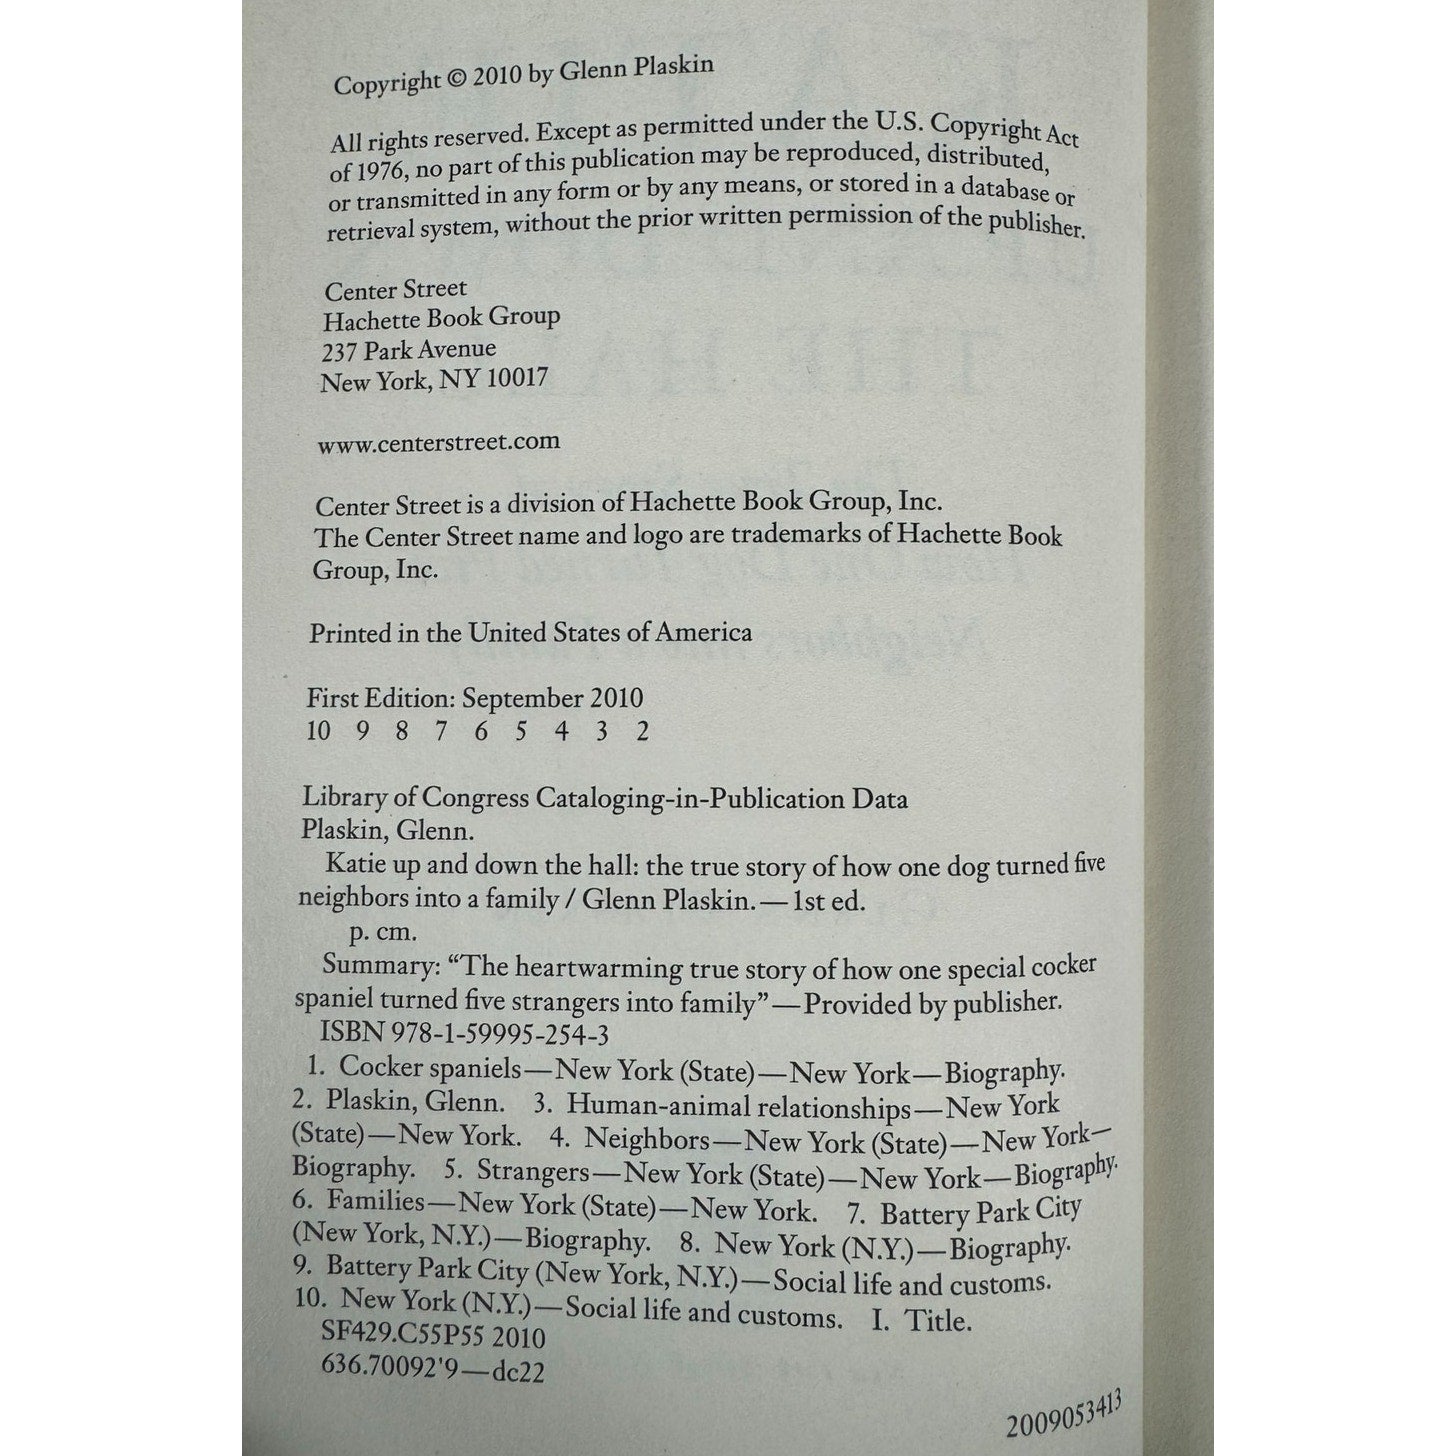 Copyright © 2010 by Glenn Plaskin
All rights reserved. Except as permitted under the U.S. Copyright Act
of 1976, no part of this publication may be reproduced, distributed,
or transmitted in any form or by any means, or stored in a database or
retrieval system, without the prior written permission of the publisher.
Center Street
Hachette Book Group
237 Park Avenue
New York, NY 10017
www.centerstreet.com
Center Street is a division of Hachette Book Group, Inc.
The Center Street name and logo are trademarks of Hachette Book
Group, Inc.
Printed in the United States of America
First Edition: September 2010
10 9 8 7 6 5 4 3 2
Library of Congress Cataloging-in-Publication Data
Plaskin, Glenn.
Katie up and down the hall: the true story of how one dog turned five
neighbors into a family / Glenn Plaskin.—1st ed.
p. cm.
Summary: “The heartwarming true story of how one special cocker
spaniel turned five strangers into family”—Provided by publisher.
ISBN 978-1-59995-254-3
1. Cocker spaniels—New York (State)—New York—Biography.
2. Plaskin, Glenn. 3. Human-animal relationships—New York
(State)—New York. 4. Neighbors—New York (State)—New York—
Biography. 5. Strangers—New York (State)—New York—Biography.
6. Families—New York (State)—New York. 7. Battery Park City
(New York, N.Y.)—Biography. 8. New York (N.Y.)—Biography.
9. Battery Park City (New York, N.Y.)—Social life and customs.
10. New York (N.Y.)—Social life and customs. I. Title.
SF429.C55P55 2010
636.70092'9—dc22
2009053413